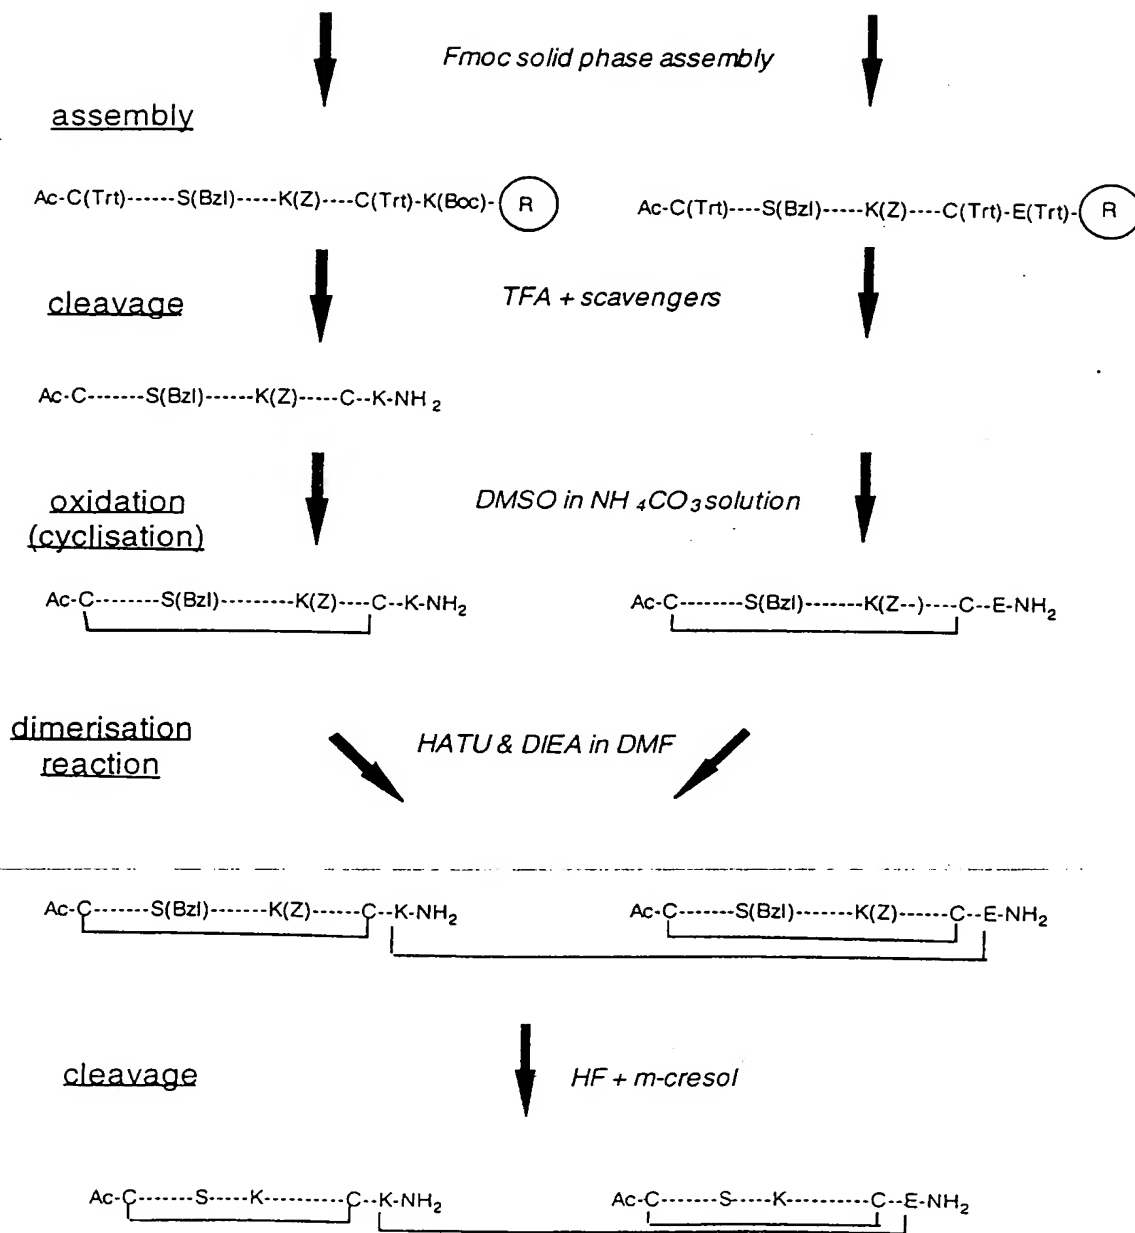 Fmoc solid phase assembly
assembly
Ac-C(Trt)------S(Bzl)-----K(Z)----C(Trt)-K(Boc)- R
Ac-C(Trt)----S(Bzl)-----K(Z)----C(Trt)-E(Trt)- R
cleavage
TFA + scavengers
Ac-C-------S(Bzl)------K(Z)-----C--K-NH2
oxidation
(cyclisation)
DMSO in NH4CO3 solution
Ac-C--------S(Bzl)---------K(Z)----C--K-NH2
Ac-C--------S(Bzl)-------K(Z--)----C--E-NH2
dimerisation
reaction
HATU & DIEA in DMF
Ac-C-------S(Bzl)-------K(Z)------C--K-NH2
Ac-C-------S(Bzl)-------K(Z)-------C--E-NH2
cleavage
HF + m-cresol
Ac-C-------S-----K----------C--K-NH2
Ac-C-------S----K----------C--E-NH2